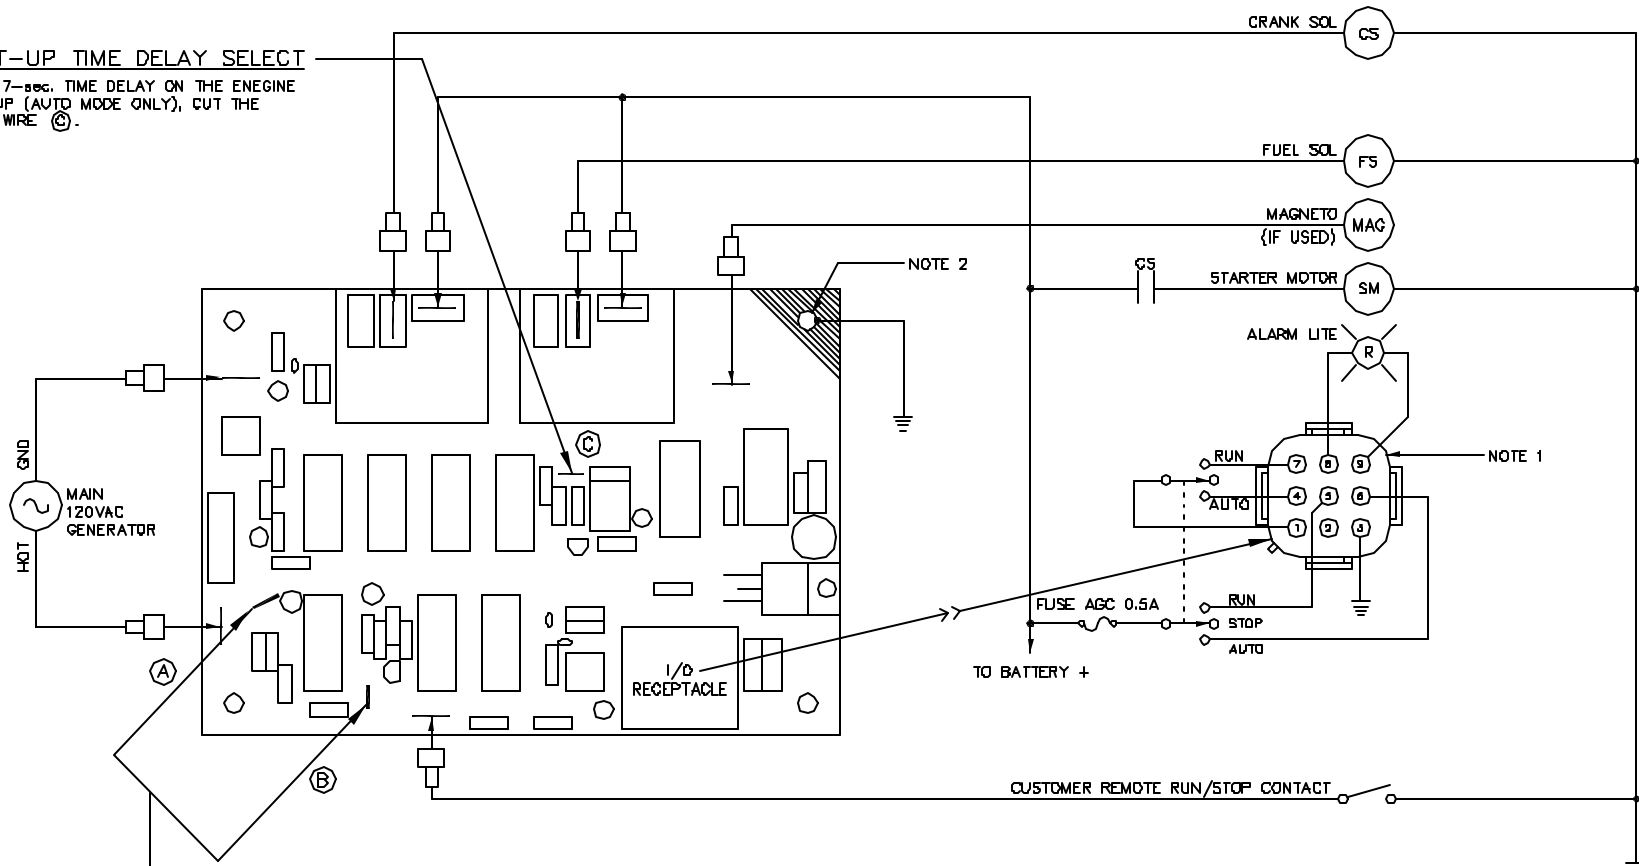 T-UP TIME DELAY SELECT
7-sec. TIME DELAY ON THE ENEGINE
UP (AUTO MODE ONLY), CUT THE
WIRE C.
CRANK SOL
CS
FUEL SOL
FS
MAGNETO
(IF USED)
MAG
NOTE 2
CS
STARTER MOTOR
SM
ALARM LITE
R
C
GND
MAIN
120VAC
GENERATOR
HOT
RUN
NOTE 1
AUTO
7 8 9
4 5 6
1 2 3
FUSE AGC 0.5A
RUN
STOP
AUTO
A
I/O
RECEPTACLE
TO BATTERY +
B
CUSTOMER REMOTE RUN/STOP CONTACT